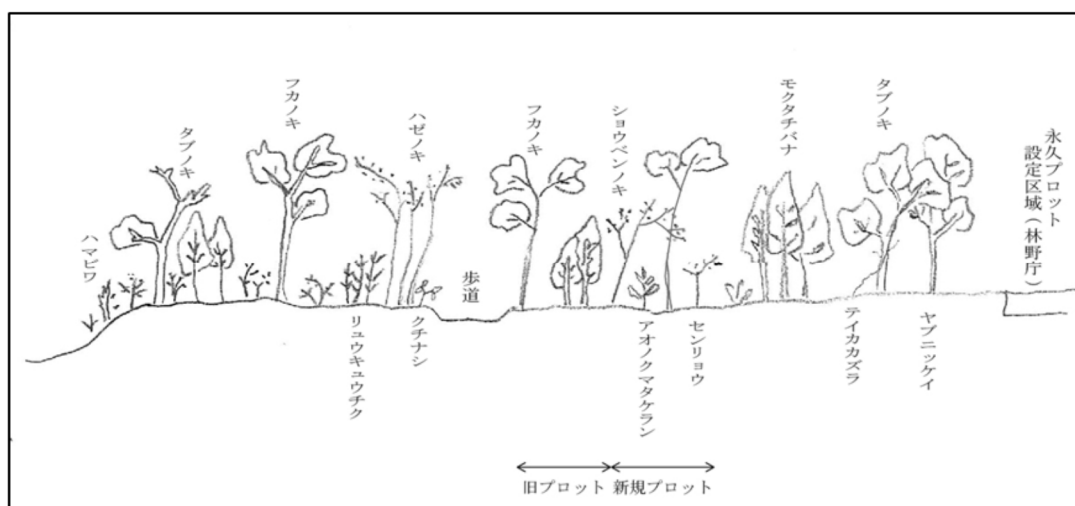 ハマビワ
タブノキ
フカノキ
ハゼノキ
リュウキュウチク
クチナシ
歩道
フカノキ
ショウベンノキ
アオノクマタケラン
センリョウ
モクタチバナ
タブノキ
テイカカズラ
ヤブニッケイ
永久プロット
設定区域(林野庁)
旧プロット
新規プロット